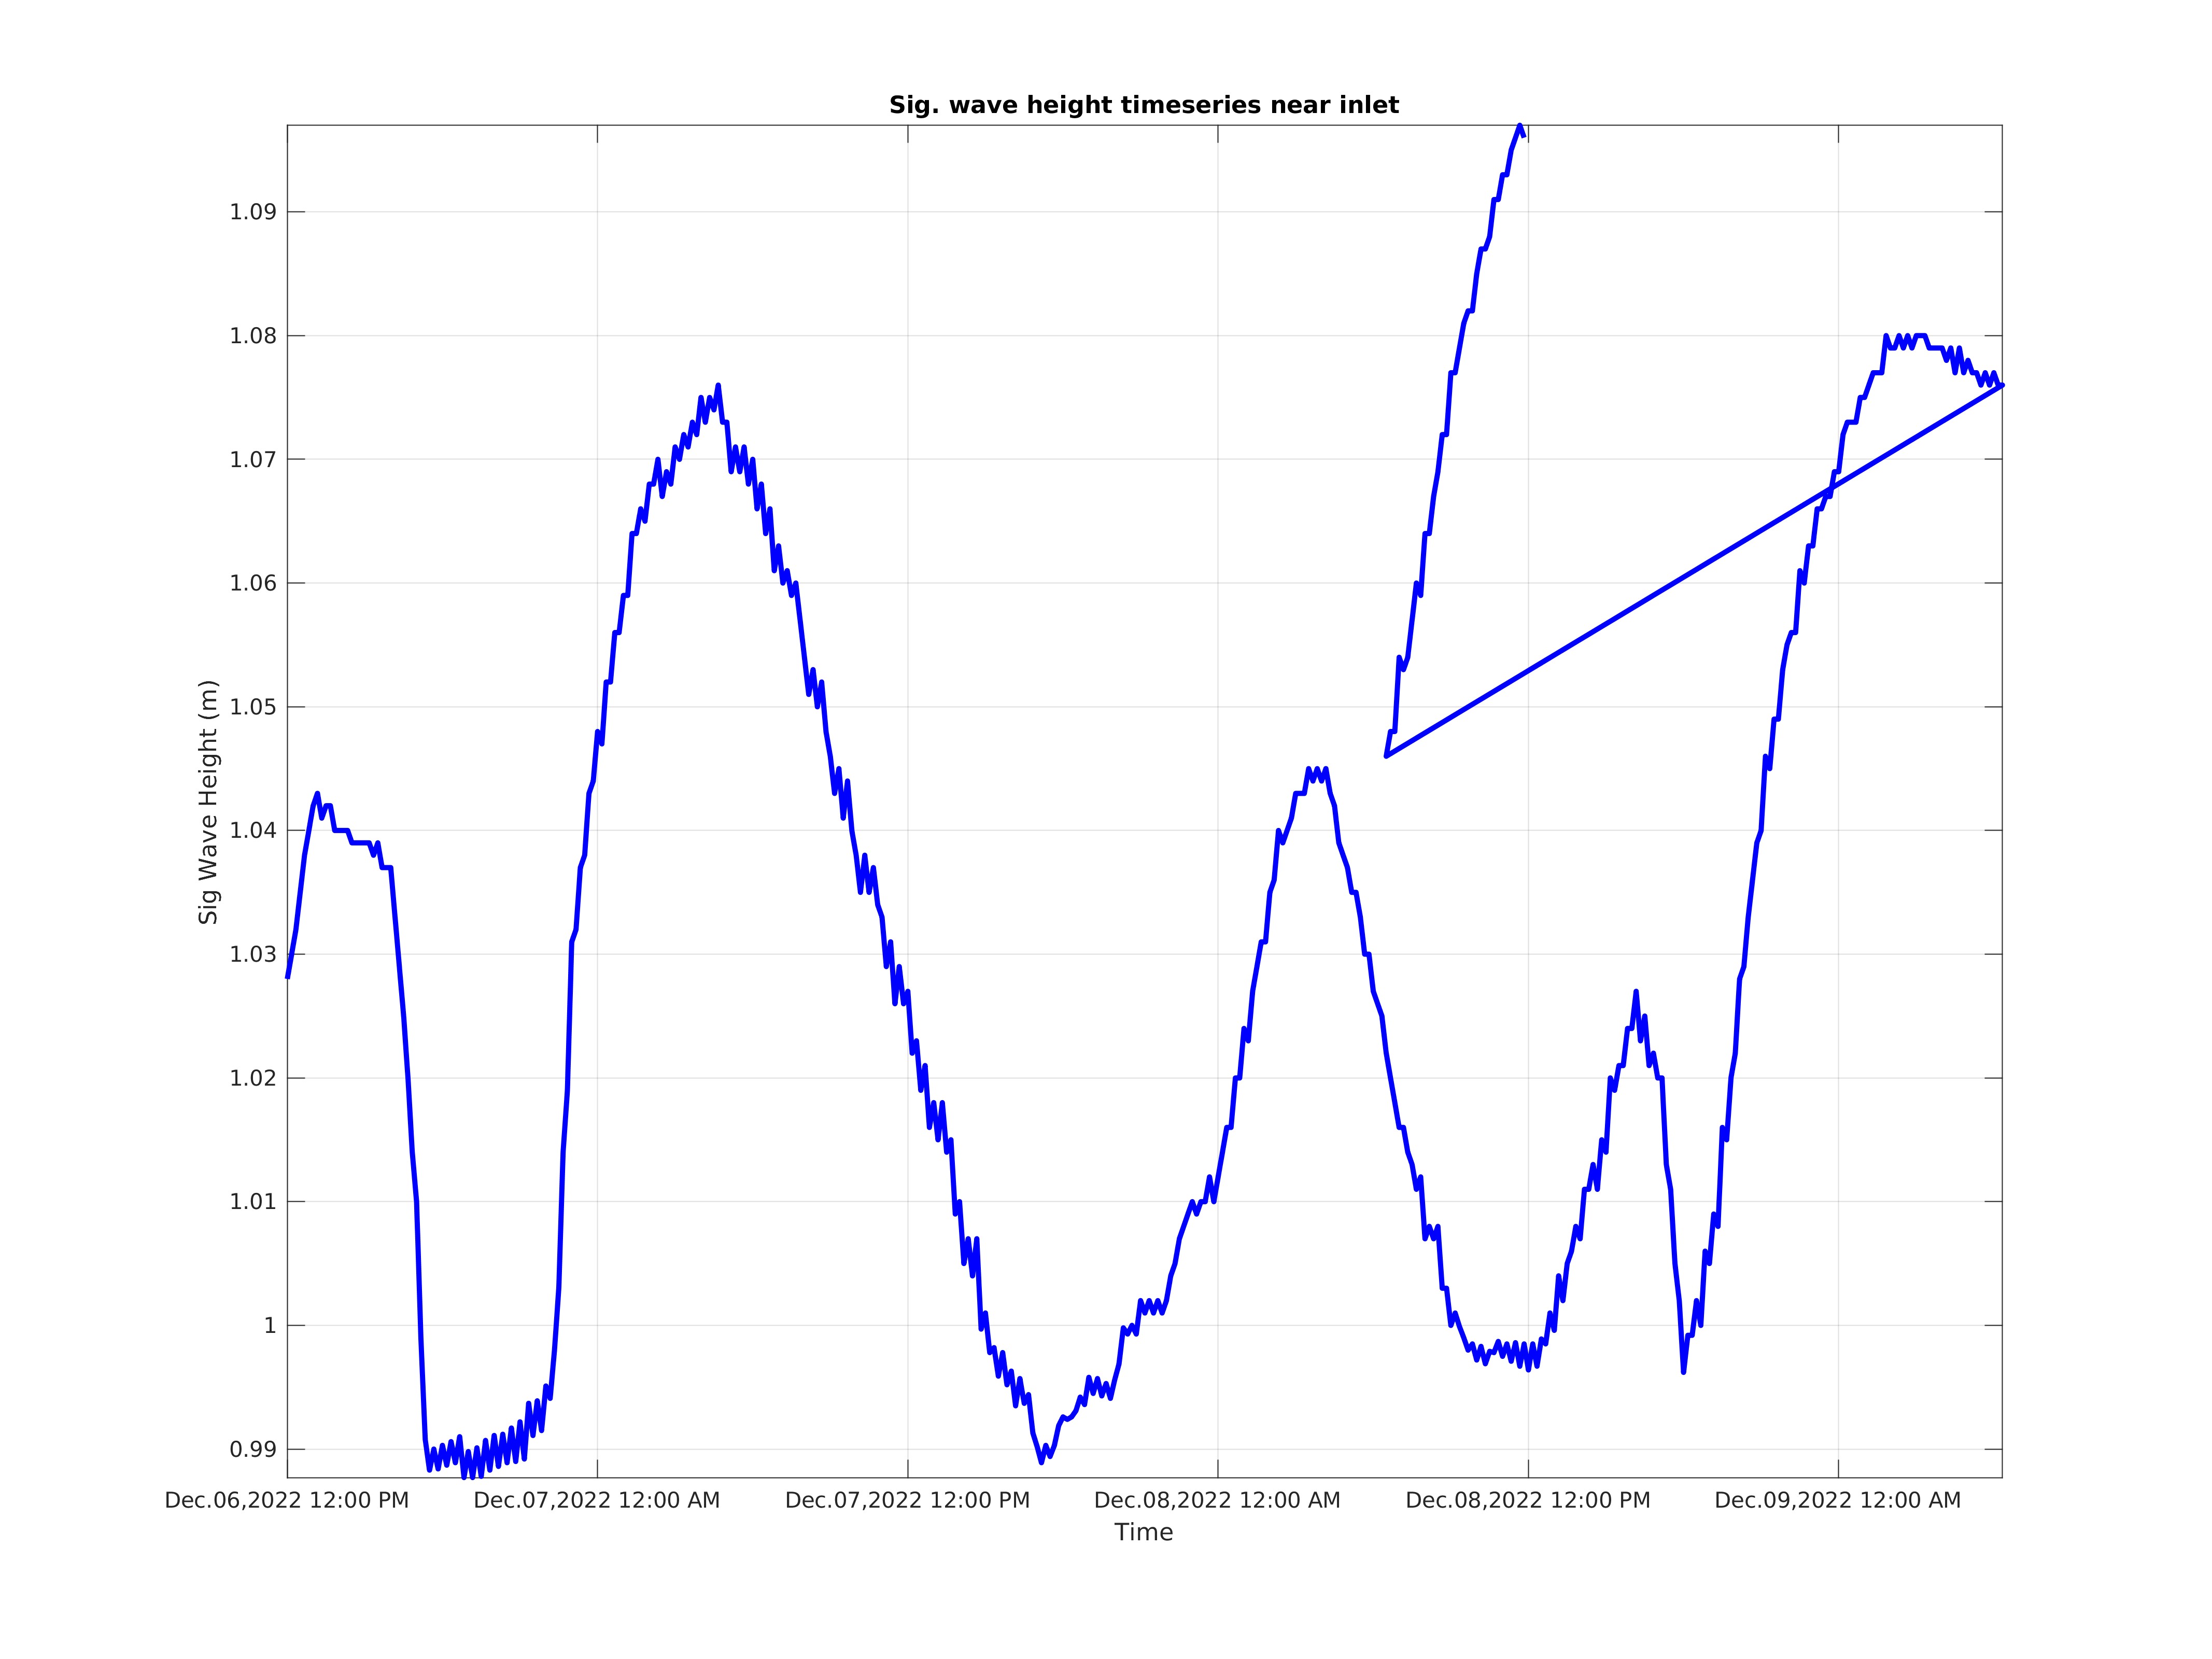 Sig. wave height timeseries near inlet
1.09
1.08
1.07
1.06
1.05
1.04
1.03
1.02
1.01
1
0.99
Sig Wave Height (m)
Dec.06,2022 12:00 PM
Dec.07,2022 12:00 AM
Dec.07,2022 12:00 PM
Dec.08,2022 12:00 AM
Dec.08,2022 12:00 PM
Dec.09,2022 12:00 AM
Time